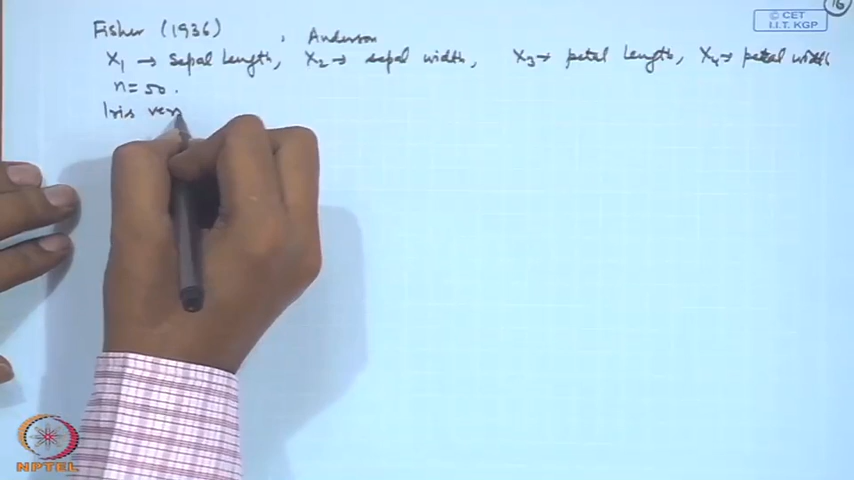 16
© CET
I.I.T. KGP
Fisher (1936) , Anderson
X₁ → Sepal Length, X₂ → sepal width, X₃ → petal Length, X₄ → petal width
n = 50.
Iris vers
NPTEL